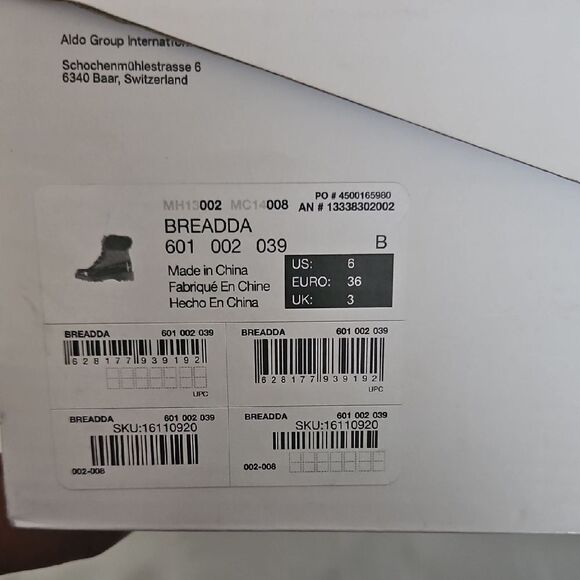 Aldo Group International
Schochenmühlestrasse 6
6340 Baar, Switzerland
PO # 4500165980
MH13002 MC14008 AN # 13338302002
BREADDA
601 002 039 B
Made in China
Fabriqué En Chine
Hecho En China
US: 6
EURO: 36
UK: 3
BREADDA 601 002 039
628177939192
UPC
BREADDA 601 002 039
628177939192
UPC
BREADDA 601 002 039
SKU:16110920
002-008
BREADDA 601 002 039
SKU:16110920
002-008